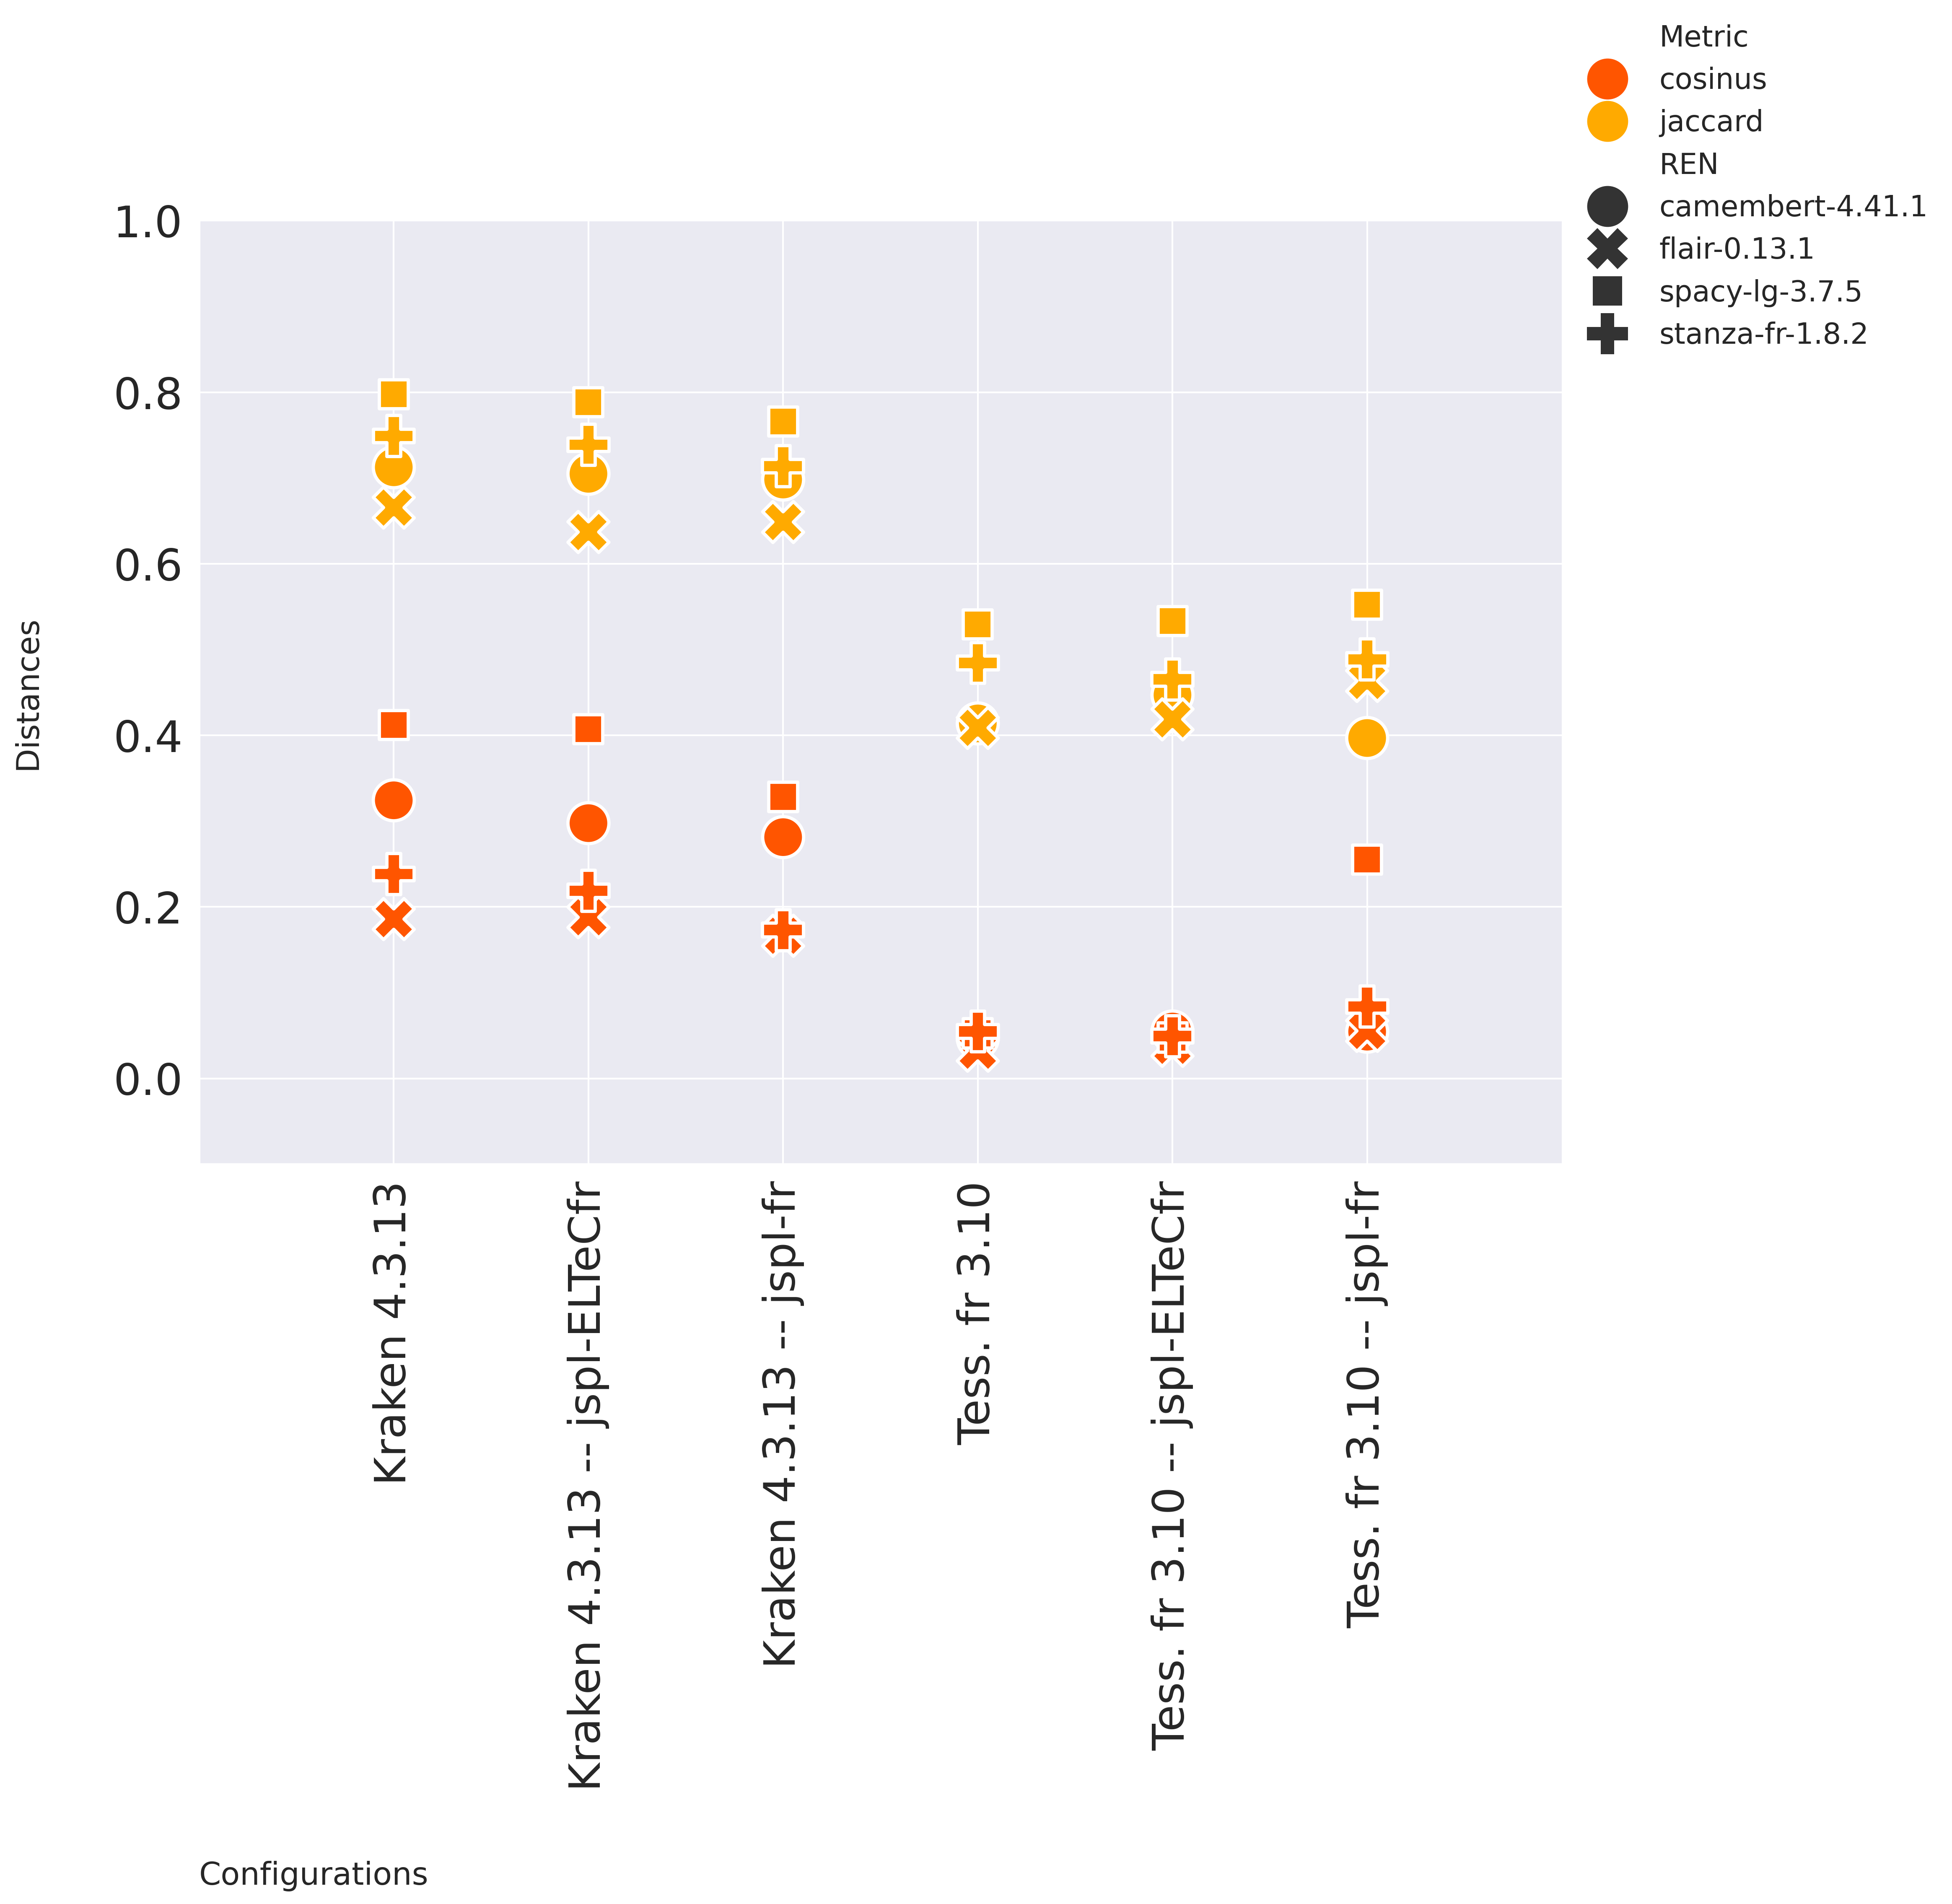 Metric
cosinus
jaccard
REN
camembert-4.41.1
flair-0.13.1
spacy-lg-3.7.5
stanza-fr-1.8.2
1.0
0.8
0.6
0.4
0.2
0.0
Distances
Kraken 4.3.13
Kraken 4.3.13 -- jspl-ELTeCfr
Kraken 4.3.13 -- jspl-fr
Tess. fr 3.10
Tess. fr 3.10 -- jspl-ELTeCfr
Tess. fr 3.10 -- jspl-fr
Configurations